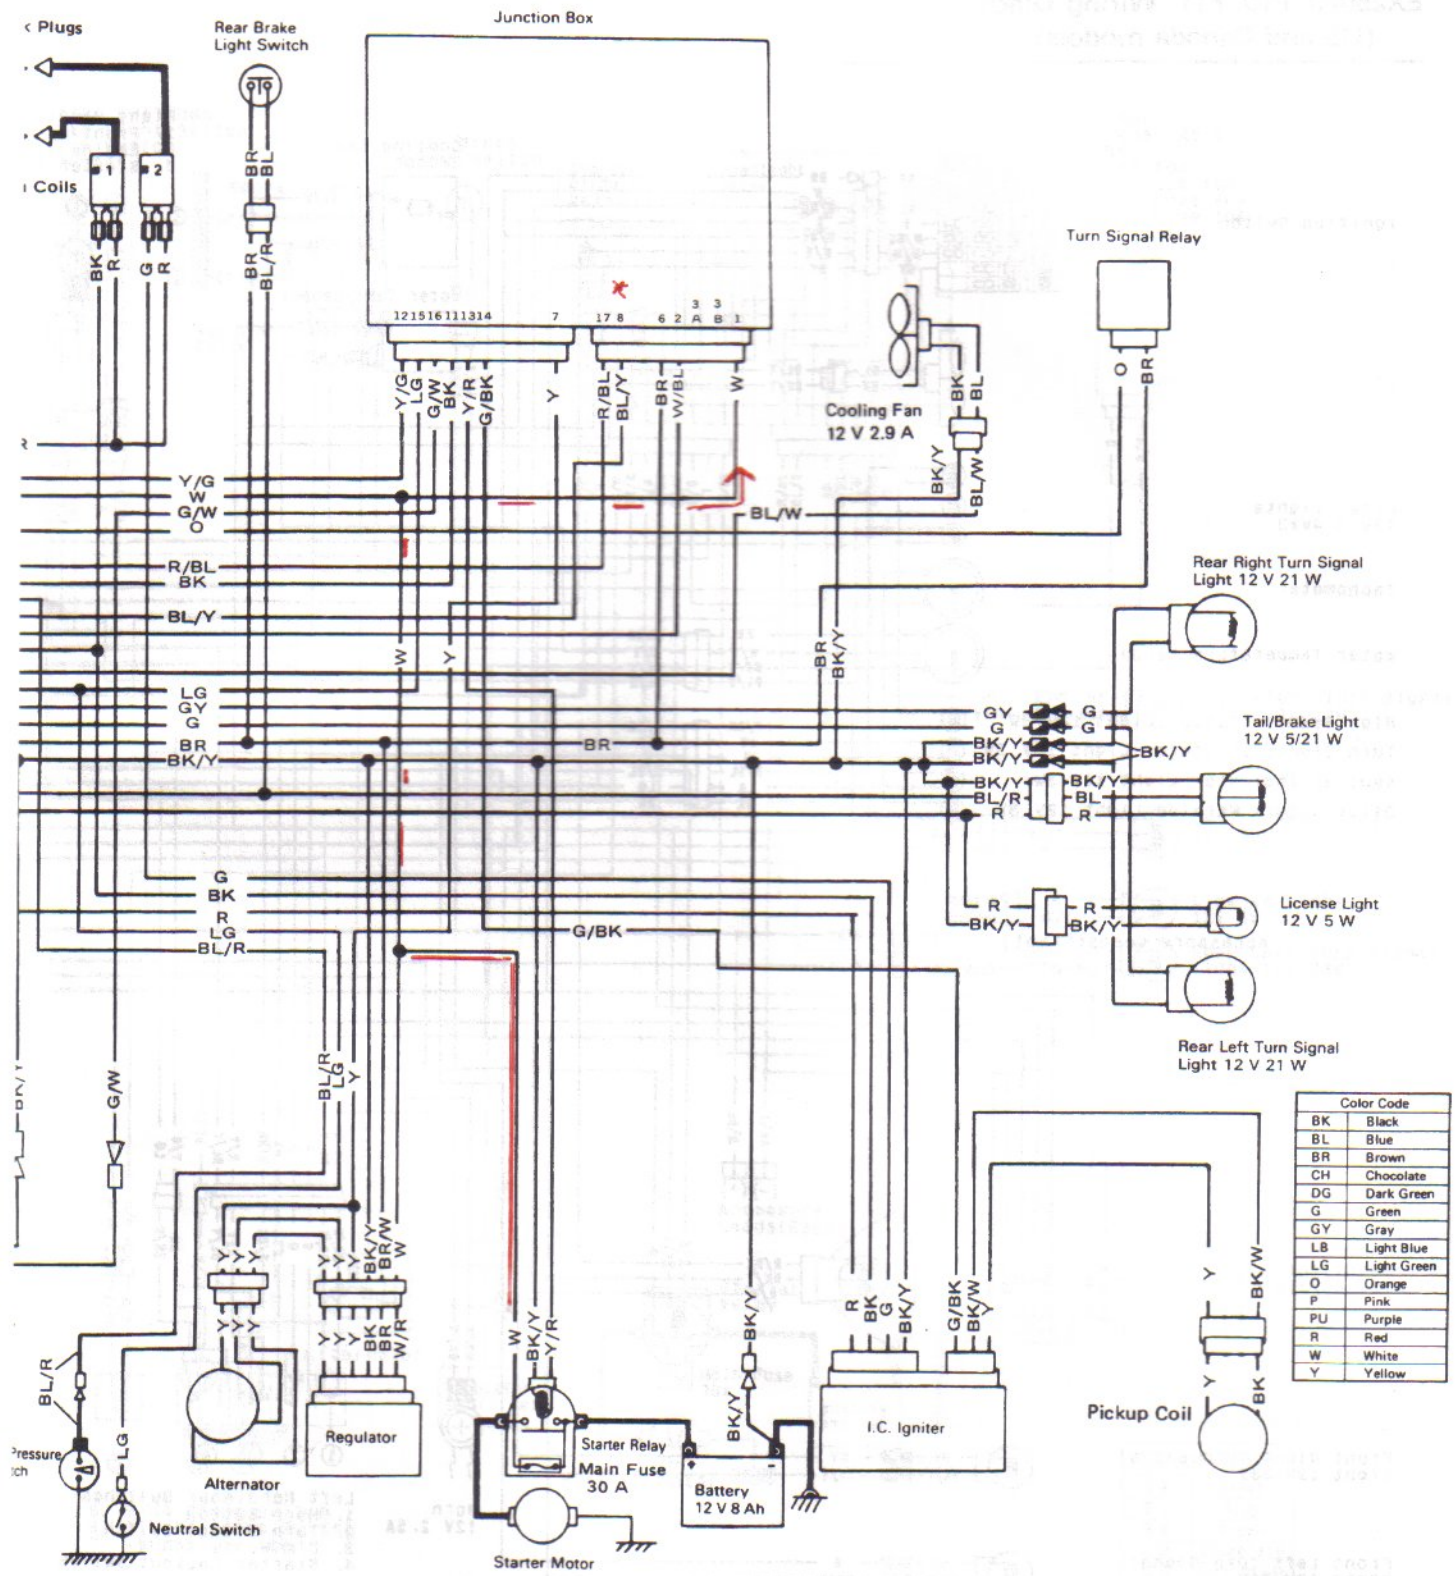 Plugs
Rear Brake
Light Switch
Junction Box
Coils
1
2
BR
BL
BK
R
G
R
BR
BL/R
12 15 16 11 13 14
7
17 8
6 2
3
A
3
B
1
Y/G
LG
G/W
BK
Y/R
G/BK
Y
R/BL
BL/Y
BR
W/BL
W
Turn Signal Relay
O
BR
Cooling Fan
12 V 2.9 A
BK
BL
BK/Y
BL/W
R
Y/G
W
G/W
O
BL/W
R/BL
BK
BL/Y
W
Y
BR
BK/Y
LG
GY
G
BR
BK/Y
BR
Rear Right Turn Signal
Light 12 V 21 W
GY
G
G
G
BK/Y
BK/Y
BK/Y
Tail/Brake Light
12 V 5/21 W
BK/Y
BK/Y
BL/R
BL
R
R
G
BK
R
LG
BL/R
G/BK
R
R
BK/Y
BK/Y
License Light
12 V 5 W
Rear Left Turn Signal
Light 12 V 21 W
BK/Y
G/W
BL/R
LG
Y
Color Code
BK Black
BL Blue
BR Brown
CH Chocolate
DG Dark Green
G Green
GY Gray
LB Light Blue
LG Light Green
O Orange
P Pink
PU Purple
R Red
W White
Y Yellow
Y
Y
Y
Y
Y
Y
BK/Y
BR/W
W
Y
Y
Y
Y
Y
Y
BK
BR
W/R
W
BK/Y
Y/R
BK/Y
BK/Y
R
BK
G
BK/Y
G/BK
BK/W
Y
Y
BK/W
Y
BK
BL/R
BL
LG
Pressure
Alternator
Neutral Switch
Regulator
Starter Relay
Main Fuse
30 A
Starter Motor
+
-
Battery
12 V 8 Ah
I.C. Igniter
Pickup Coil